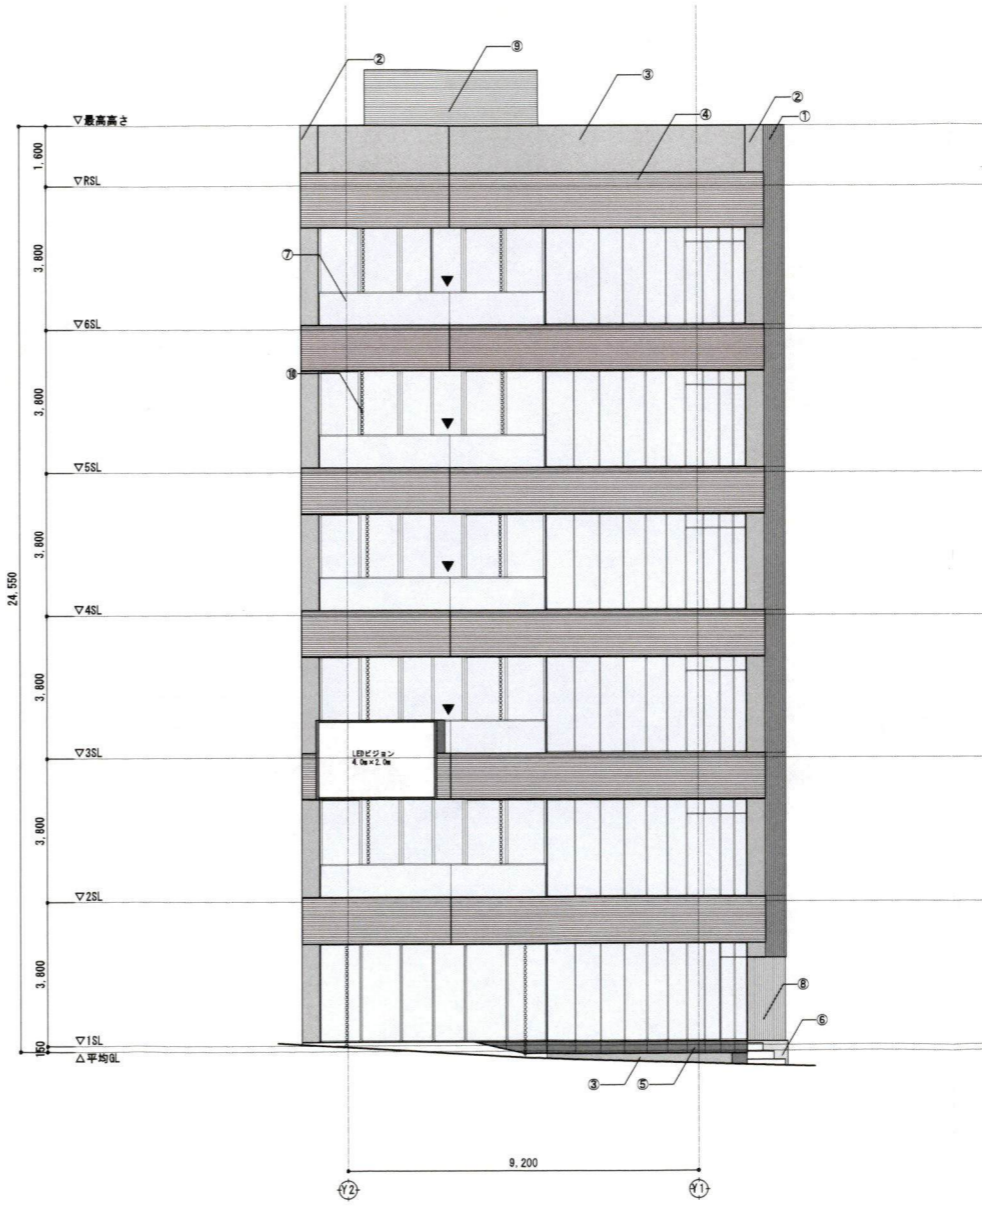 ⑨
②
③
②
▽最高高さ
④
①
1,600
▽RSL
3,800
⑦
▽6SL
⑩
3,800
▽5SL
3,800
24,550
▽4SL
3,800
LEDビジョン
4.0m×2.0m
▽3SL
3,800
▽2SL
3,800
⑧
⑥
▽1SL
150
△平均GL
③
⑤
9,200
Y2
Y1